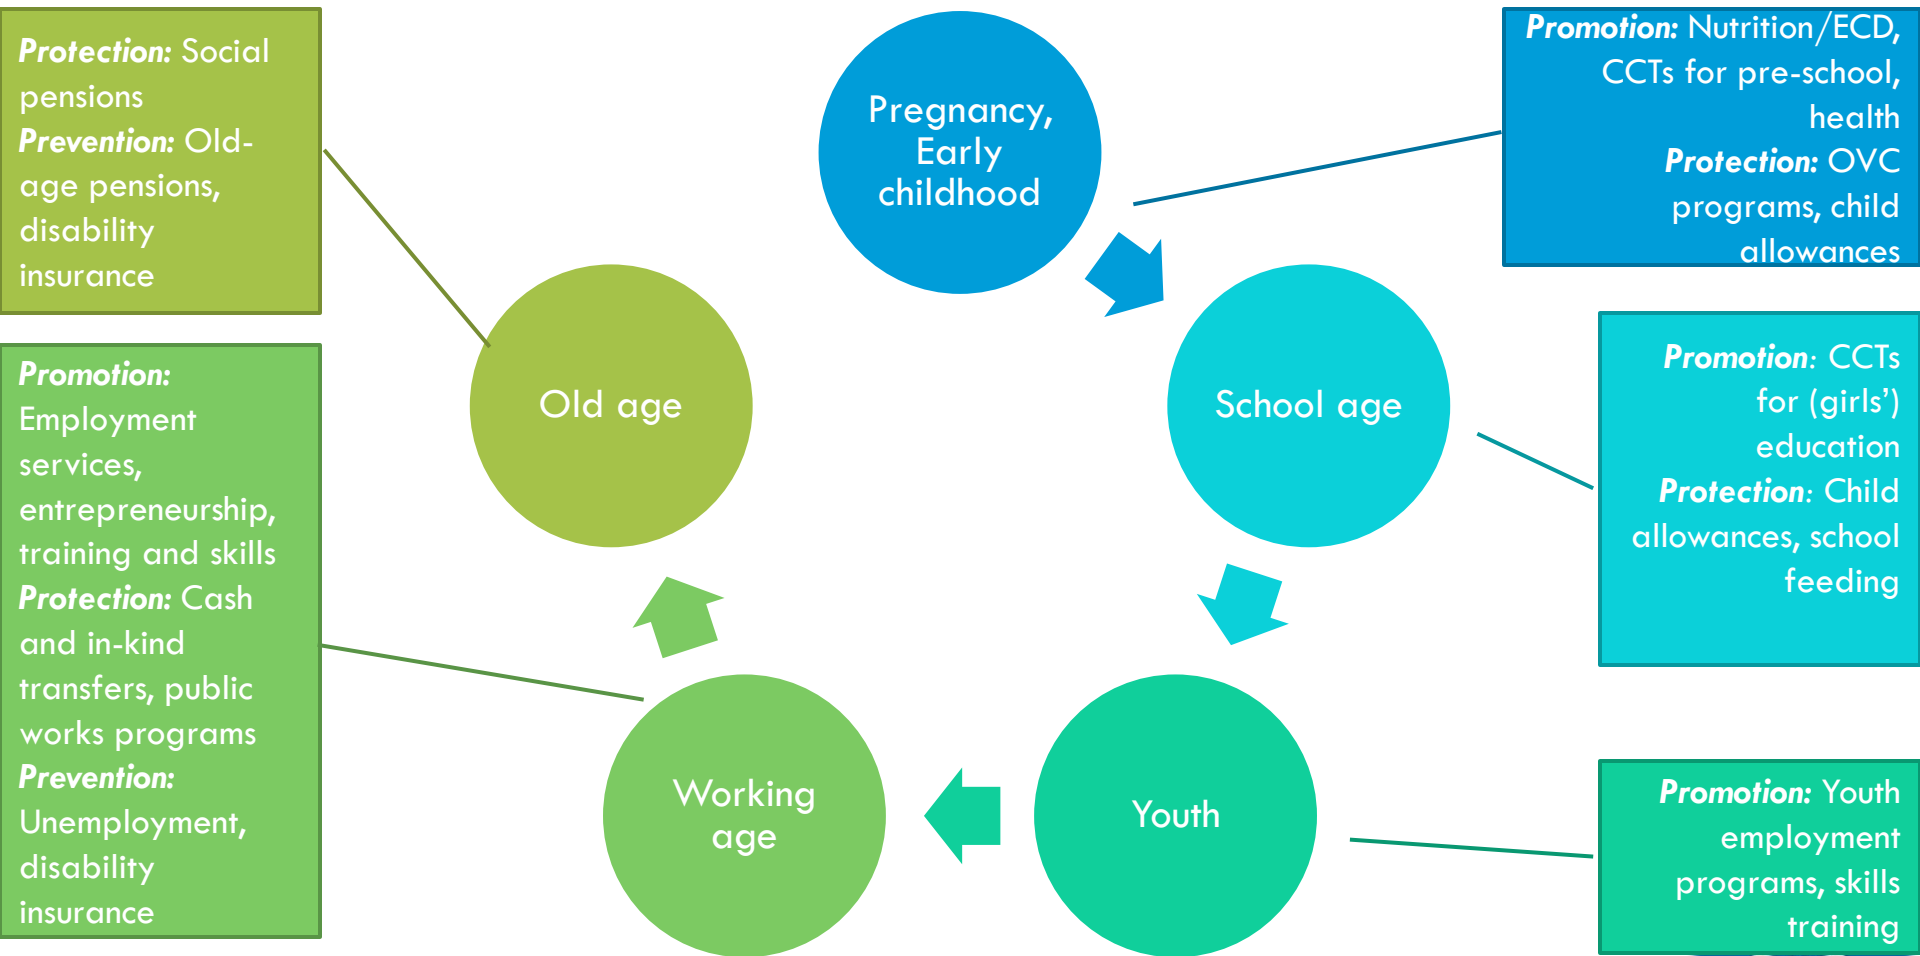 Protection: Social
pensions
Prevention: Old-
age pensions,
disability
insurance
Pregnancy,
Early
childhood
Promotion: Nutrition/ECD,
CCTs for pre-school,
health
Protection: OVC
programs, child
allowances
Old age
School age
Promotion: CCTs
for (girls’)
education
Protection: Child
allowances, school
feeding
Promotion:
Employment
services,
entrepreneurship,
training and skills
Protection: Cash
and in-kind
transfers, public
works programs
Prevention:
Unemployment,
disability
insurance
Working
age
Youth
Promotion: Youth
employment
programs, skills
training